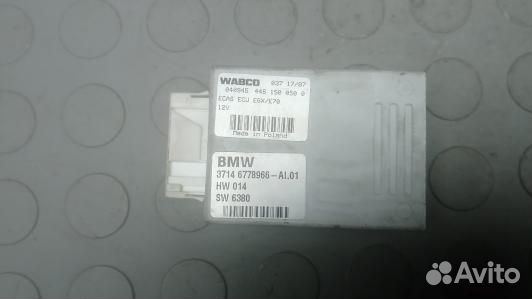 WABCO 037 17/07
040945 446 150 050 0
ECAS ECU E6X/E70
12V
Made in Poland
BMW
3714 6778966-AI.01
HW 014
SW 6380
Avito